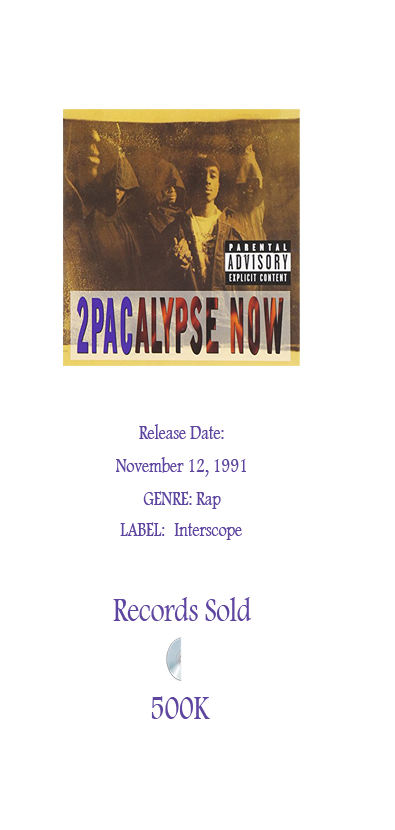 PARENTAL
ADVISORY
EXPLICIT CONTENT
2PACALYPSE NOW
Release Date:
November 12, 1991
GENRE: Rap
LABEL:  Interscope
Records Sold
500K